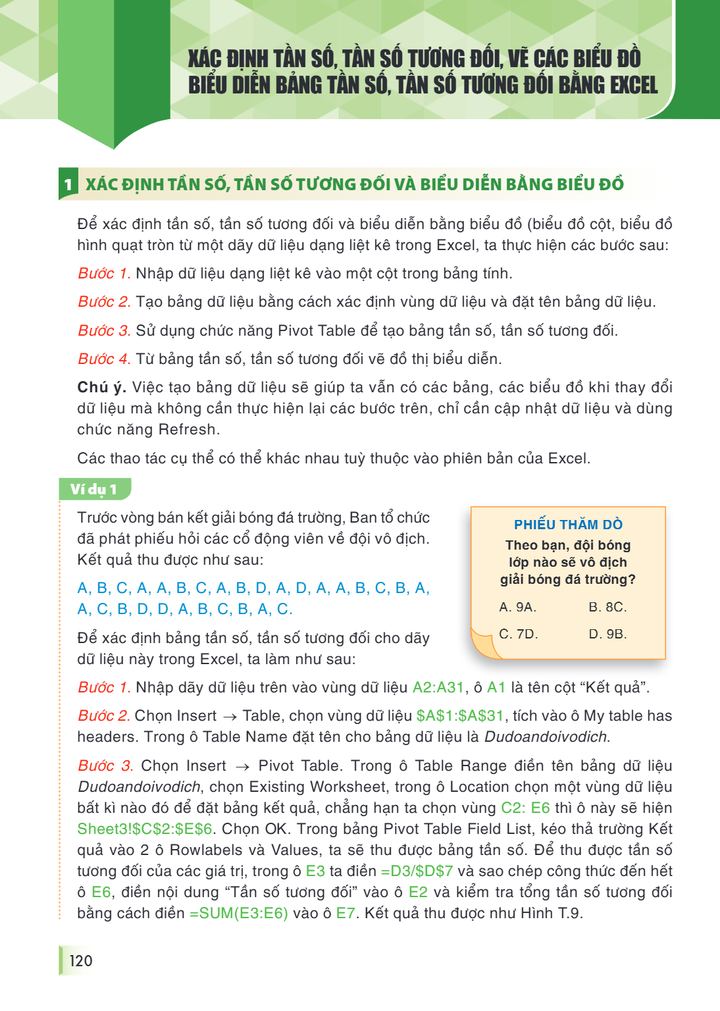 XÁC ĐỊNH TẦN SỐ, TẦN SỐ TƯƠNG ĐỐI, VẼ CÁC BIỂU ĐỒ
BIỂU DIỄN BẢNG TẦN SỐ, TẦN SỐ TƯƠNG ĐỐI BẰNG EXCEL
1 XÁC ĐỊNH TẦN SỐ, TẦN SỐ TƯƠNG ĐỐI VÀ BIỂU DIỄN BẰNG BIỂU ĐỒ
Để xác định tần số, tần số tương đối và biểu diễn bằng biểu đồ (biểu đồ cột, biểu đồ
hình quạt tròn từ một dãy dữ liệu dạng liệt kê trong Excel, ta thực hiện các bước sau:
Bước 1. Nhập dữ liệu dạng liệt kê vào một cột trong bảng tính.
Bước 2. Tạo bảng dữ liệu bằng cách xác định vùng dữ liệu và đặt tên bảng dữ liệu.
Bước 3. Sử dụng chức năng Pivot Table để tạo bảng tần số, tần số tương đối.
Bước 4. Từ bảng tần số, tần số tương đối vẽ đồ thị biểu diễn.
Chú ý. Việc tạo bảng dữ liệu sẽ giúp ta vẫn có các bảng, các biểu đồ khi thay đổi
dữ liệu mà không cần thực hiện lại các bước trên, chỉ cần cập nhật dữ liệu và dùng
chức năng Refresh.
Các thao tác cụ thể có thể khác nhau tuỳ thuộc vào phiên bản của Excel.
Ví dụ 1
Trước vòng bán kết giải bóng đá trường, Ban tổ chức
đã phát phiếu hỏi các cổ động viên về đội vô địch.
Kết quả thu được như sau:
A, B, C, A, A, B, C, A, B, D, A, D, A, A, B, C, B, A,
A, C, B, D, D, A, B, C, B, A, C.
Để xác định bảng tần số, tần số tương đối cho dãy
dữ liệu này trong Excel, ta làm như sau:
PHIẾU THĂM DÒ
Theo bạn, đội bóng
lớp nào sẽ vô địch
giải bóng đá trường?
A. 9A. B. 8C.
C. 7D. D. 9B.
Bước 1. Nhập dãy dữ liệu trên vào vùng dữ liệu A2:A31, ô A1 là tên cột “Kết quả”.
Bước 2. Chọn Insert → Table, chọn vùng dữ liệu $A$1:$A$31, tích vào ô My table has
headers. Trong ô Table Name đặt tên cho bảng dữ liệu là Dudoandoivodich.
Bước 3. Chọn Insert → Pivot Table. Trong ô Table Range điền tên bảng dữ liệu
Dudoandoivodich, chọn Existing Worksheet, trong ô Location chọn một vùng dữ liệu
bất kì nào đó để đặt bảng kết quả, chẳng hạn ta chọn vùng C2: E6 thì ô này sẽ hiện
Sheet3!$C$2:$E$6. Chọn OK. Trong bảng Pivot Table Field List, kéo thả trường Kết
quả vào 2 ô Rowlabels và Values, ta sẽ thu được bảng tần số. Để thu được tần số
tương đối của các giá trị, trong ô E3 ta điền =D3/$D$7 và sao chép công thức đến hết
ô E6, điền nội dung “Tần số tương đối” vào ô E2 và kiểm tra tổng tần số tương đối
bằng cách điền =SUM(E3:E6) vào ô E7. Kết quả thu được như Hình T.9.
120